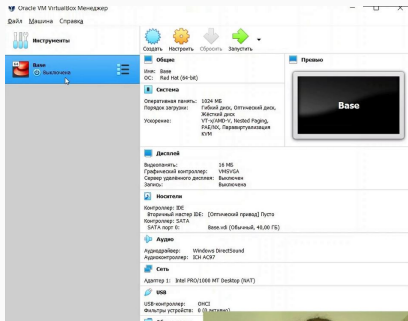 Oracle VM VirtualBox Менеджер
Файл Машина Справка
Инструменты
Создать Настроить Сбросить Запустить
Base
Выключена
Общие
Имя: Base
ОС: Red Hat (64-bit)
Превью
Base
Система
Оперативная память: 1024 МБ
Порядок загрузки: Гибкий диск, Оптический диск,
Жёсткий диск
Ускорение: VT-x/AMD-V, Nested Paging,
PAE/NX, Паравиртуализация
KVM
Дисплей
Видеопамять: 16 МБ
Графический контроллер: VMSVGA
Сервер удалённого дисплея: Выключен
Запись: Выключена
Носители
Контроллер: IDE
Вторичный мастер IDE: [Оптический привод] Пусто
Контроллер: SATA
SATA порт 0: Base.vdi (Обычный, 40,00 ГБ)
Аудио
Аудиодрайвер: Windows DirectSound
Аудиоконтроллер: ICH AC97
Сеть
Адаптер 1: Intel PRO/1000 MT Desktop (NAT)
USB
USB-контроллер: OHCI
Фильтры устройств: 0 (0 активно)